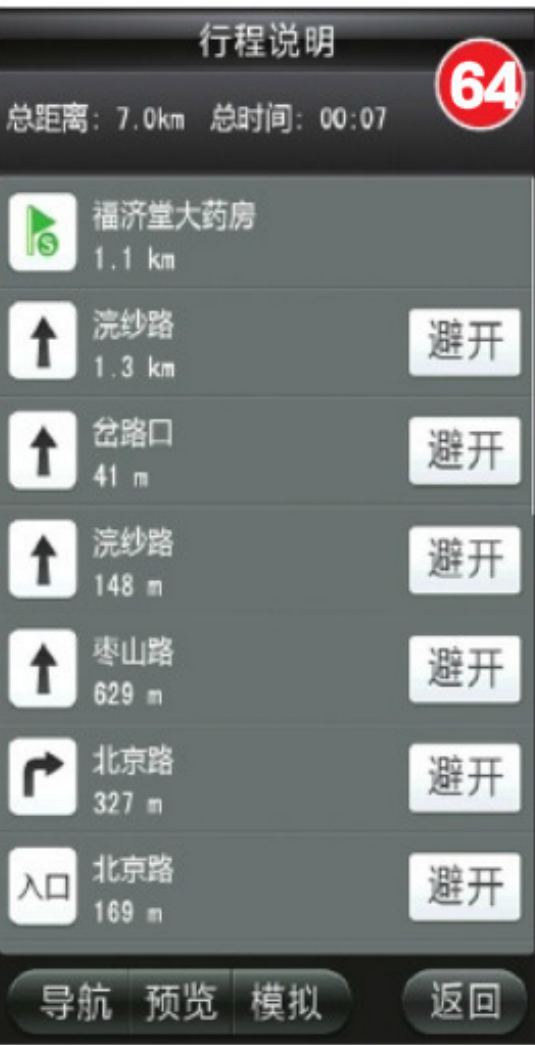 行程说明
64
总距离: 7.0km 总时间: 00:07
S
福济堂大药房
1.1 km
浣纱路
1.3 km
避开
岔路口
41 m
避开
浣纱路
148 m
避开
枣山路
629 m
避开
北京路
327 m
避开
入口
北京路
169 m
避开
导航 预览 模拟 返回